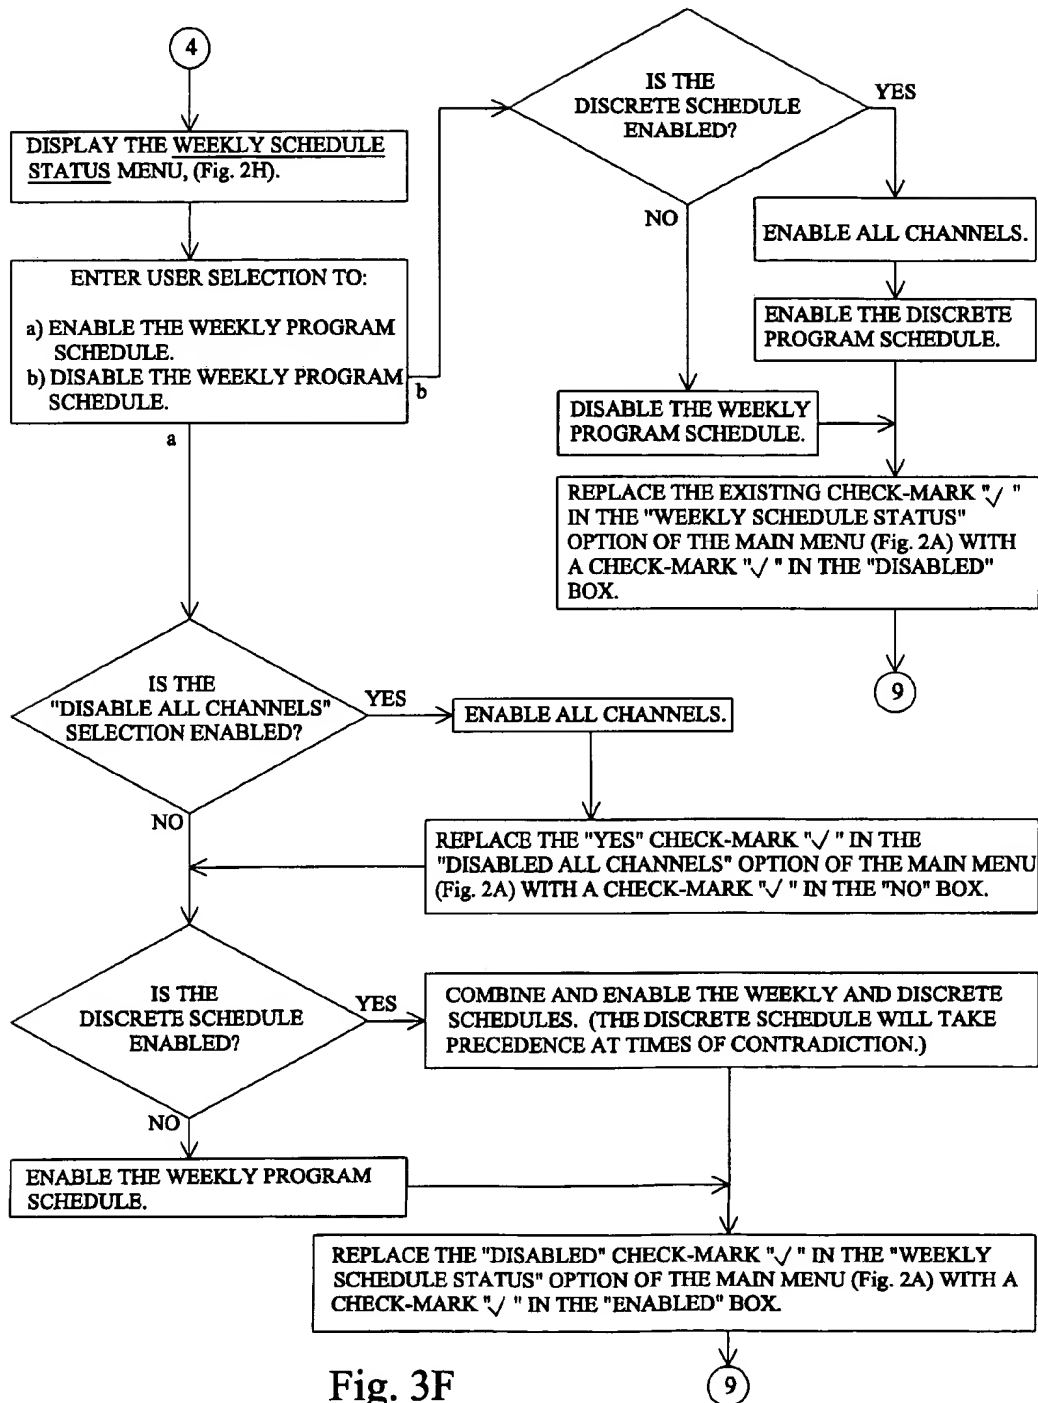 4
DISPLAY THE WEEKLY SCHEDULE
STATUS MENU, (Fig. 2H).
ENTER USER SELECTION TO:
a) ENABLE THE WEEKLY PROGRAM
SCHEDULE.
b) DISABLE THE WEEKLY PROGRAM
SCHEDULE.
b
a
IS THE
DISCRETE SCHEDULE
ENABLED?
YES
NO
ENABLE ALL CHANNELS.
ENABLE THE DISCRETE
PROGRAM SCHEDULE.
DISABLE THE WEEKLY
PROGRAM SCHEDULE.
REPLACE THE EXISTING CHECK-MARK "✓ "
IN THE "WEEKLY SCHEDULE STATUS"
OPTION OF THE MAIN MENU (Fig. 2A) WITH
A CHECK-MARK "✓ " IN THE "DISABLED"
BOX.
9
IS THE
"DISABLE ALL CHANNELS"
SELECTION ENABLED?
YES
ENABLE ALL CHANNELS.
NO
REPLACE THE "YES" CHECK-MARK "✓ " IN THE
"DISABLED ALL CHANNELS" OPTION OF THE MAIN MENU
(Fig. 2A) WITH A CHECK-MARK "✓ " IN THE "NO" BOX.
IS THE
DISCRETE SCHEDULE
ENABLED?
YES
COMBINE AND ENABLE THE WEEKLY AND DISCRETE
SCHEDULES. (THE DISCRETE SCHEDULE WILL TAKE
PRECEDENCE AT TIMES OF CONTRADICTION.)
NO
ENABLE THE WEEKLY PROGRAM
SCHEDULE.
REPLACE THE "DISABLED" CHECK-MARK "✓ " IN THE "WEEKLY
SCHEDULE STATUS" OPTION OF THE MAIN MENU (Fig. 2A) WITH A
CHECK-MARK "✓ " IN THE "ENABLED" BOX.
9
Fig. 3F